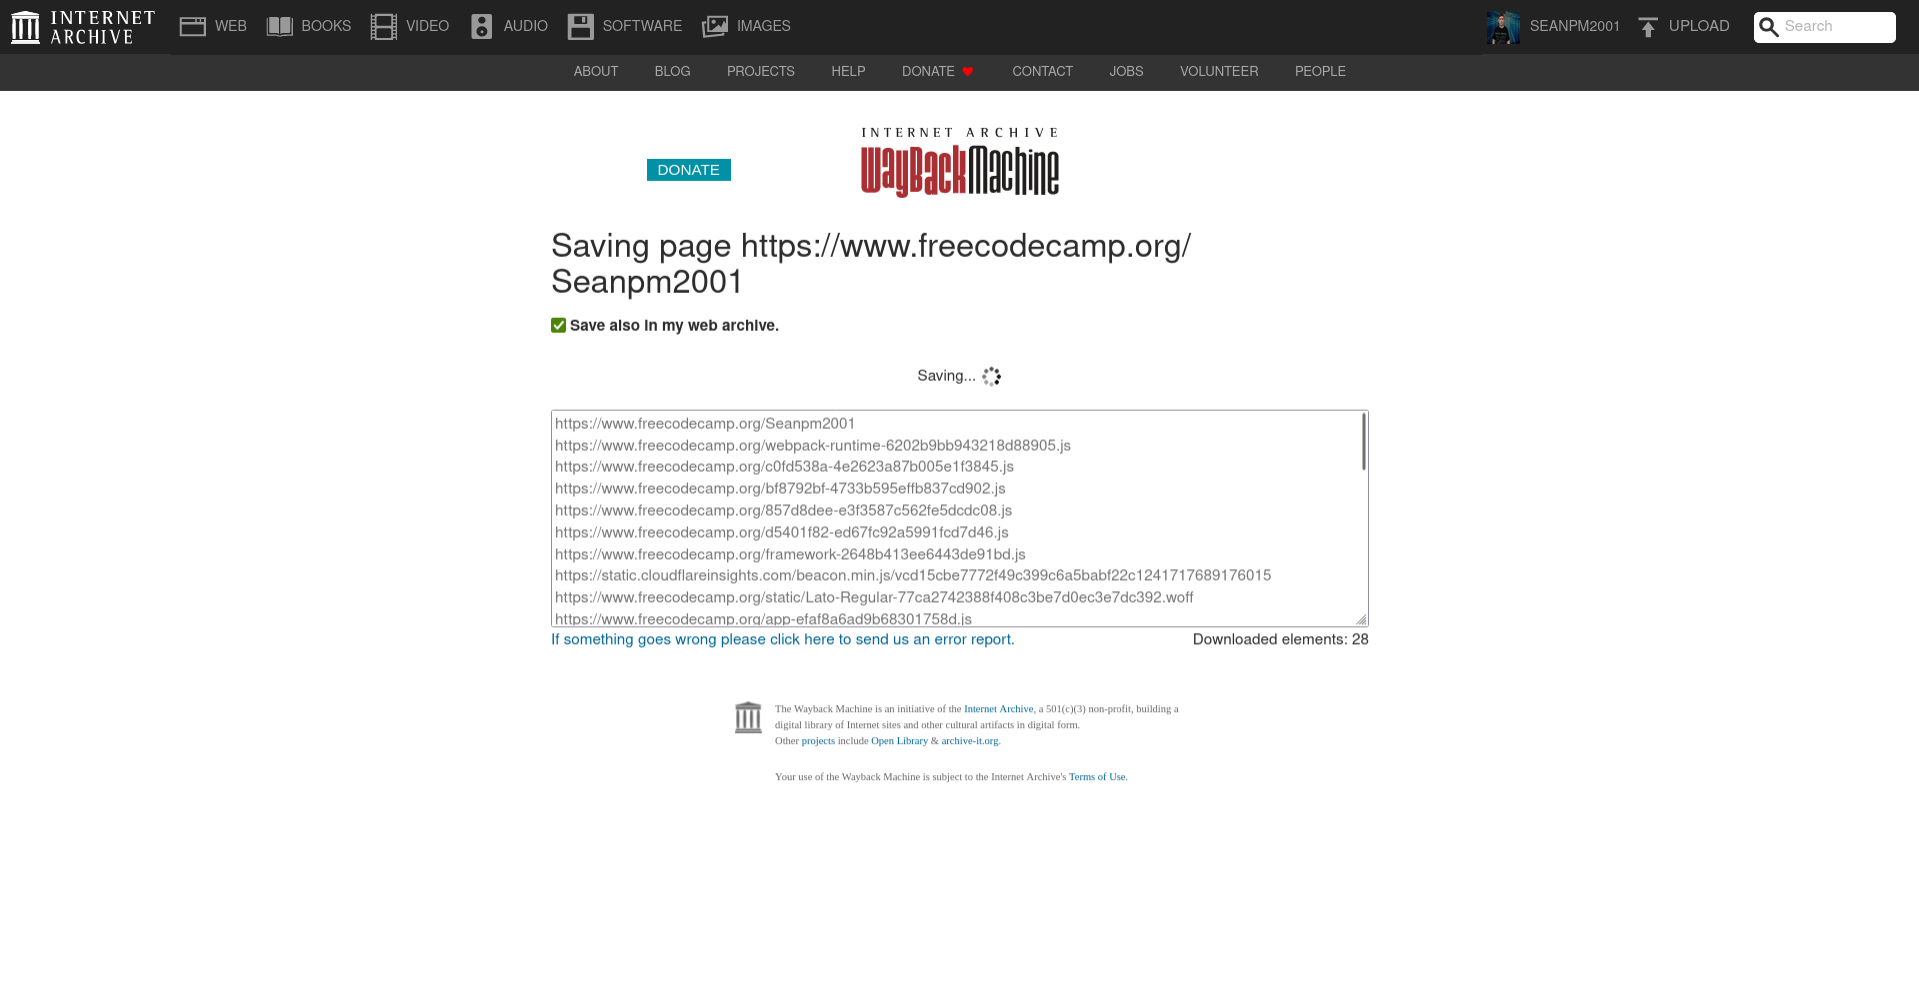 INTERNET ARCHIVE
WEB BOOKS VIDEO AUDIO SOFTWARE IMAGES
SEANPM2001 UPLOAD Search
ABOUT BLOG PROJECTS HELP DONATE CONTACT JOBS VOLUNTEER PEOPLE
INTERNET ARCHIVE
WayBackMachine
DONATE
Saving page https://www.freecodecamp.org/
Seanpm2001
Save also in my web archive.
Saving...
https://www.freecodecamp.org/Seanpm2001
https://www.freecodecamp.org/webpack-runtime-6202b9bb943218d88905.js
https://www.freecodecamp.org/c0fd538a-4e2623a87b005e1f3845.js
https://www.freecodecamp.org/bf8792bf-4733b595effb837cd902.js
https://www.freecodecamp.org/857d8dee-e3f3587c562fe5dcdc08.js
https://www.freecodecamp.org/d5401f82-ed67fc92a5991fcd7d46.js
https://www.freecodecamp.org/framework-2648b413ee6443de91bd.js
https://static.cloudflareinsights.com/beacon.min.js/vcd15cbe7772f49c399c6a5babf22c1241717689176015
https://www.freecodecamp.org/static/Lato-Regular-77ca2742388f408c3be7d0ec3e7dc392.woff
https://www.freecodecamp.org/app-efaf8a6ad9b68301758d.js
If something goes wrong please click here to send us an error report. Downloaded elements: 28
The Wayback Machine is an initiative of the Internet Archive, a 501(c)(3) non-profit, building a
digital library of Internet sites and other cultural artifacts in digital form.
Other projects include Open Library & archive-it.org.
Your use of the Wayback Machine is subject to the Internet Archive's Terms of Use.